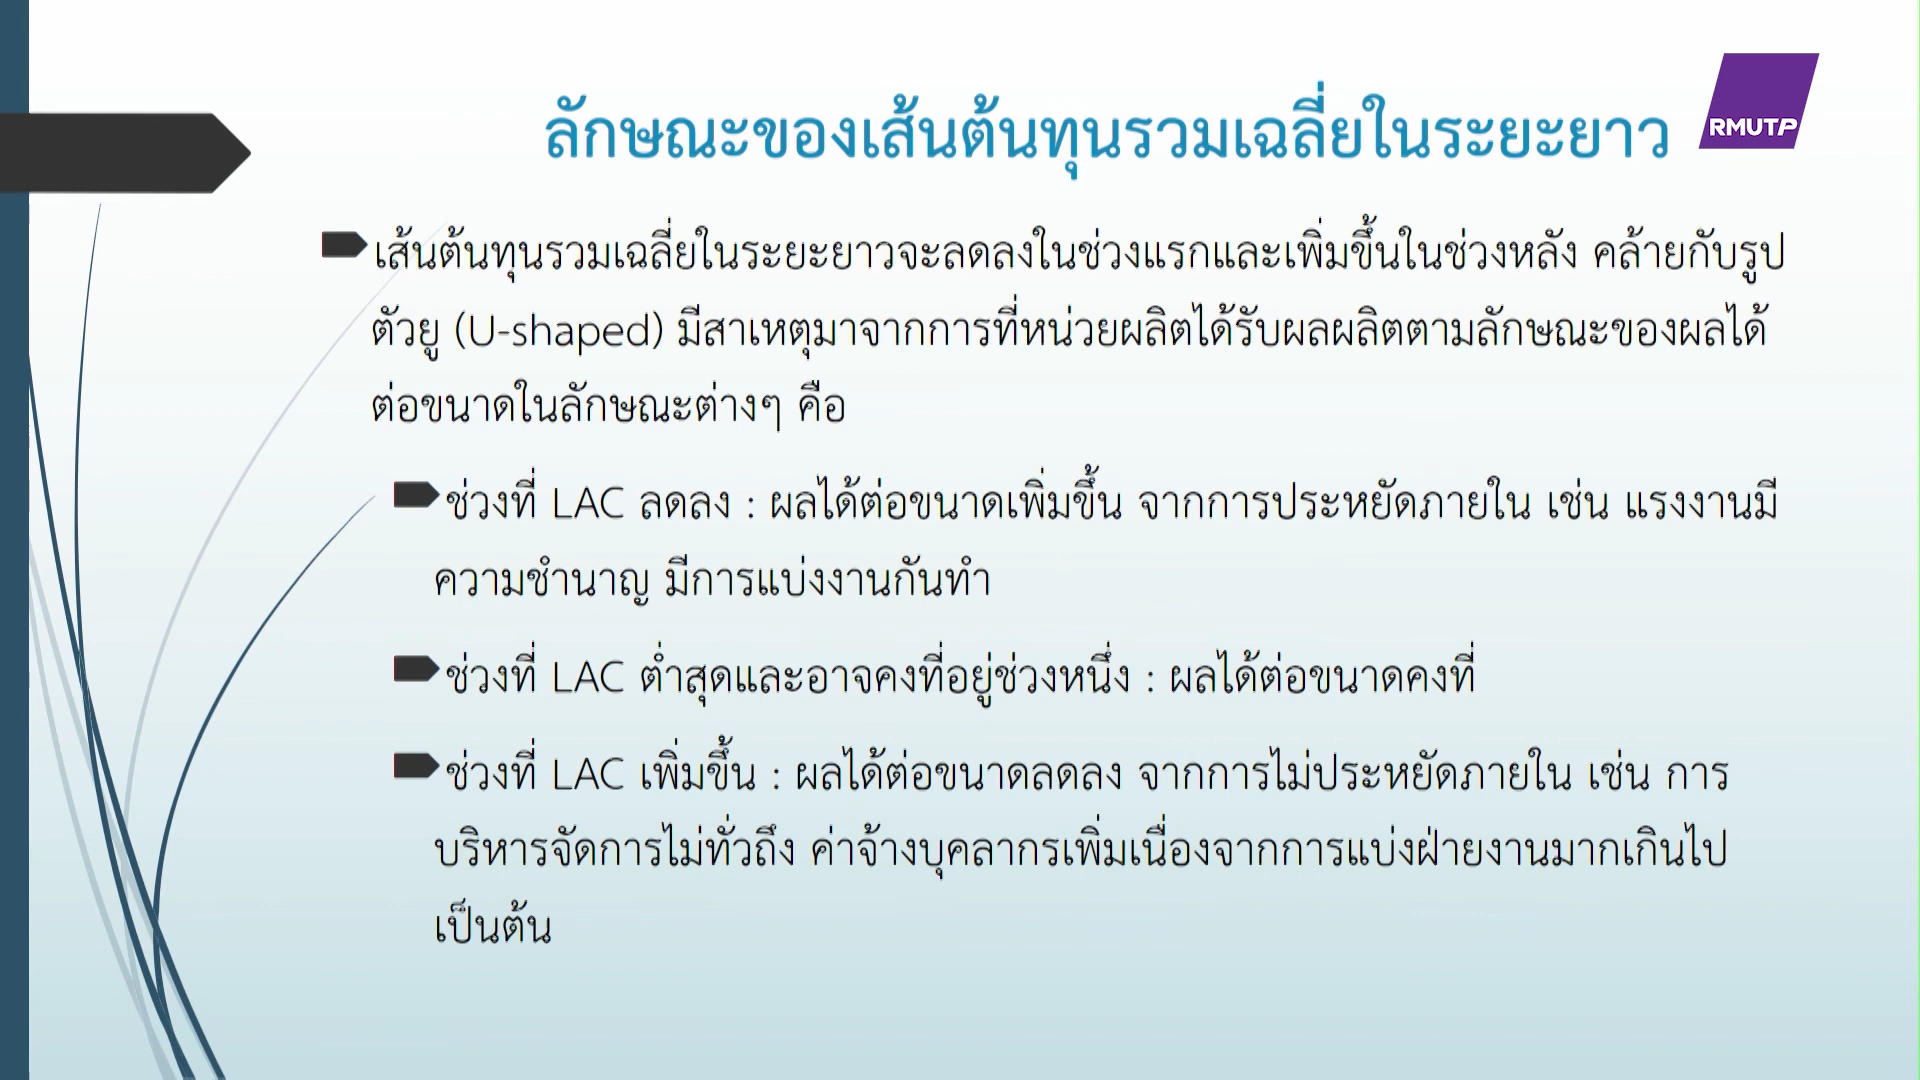 ลักษณะของเส้นต้นทุนรวมเฉลี่ยในระยะยาว
RMUTP
เส้นต้นทุนรวมเฉลี่ยในระยะยาวจะลดลงในช่วงแรกและเพิ่มขึ้นในช่วงหลัง คล้ายกับรูป
ตัวยู (U-shaped) มีสาเหตุมาจากการที่หน่วยผลิตได้รับผลผลิตตามลักษณะของผลได้
ต่อขนาดในลักษณะต่างๆ คือ
ช่วงที่ LAC ลดลง : ผลได้ต่อขนาดเพิ่มขึ้น จากการประหยัดภายใน เช่น แรงงานมี
ความชำนาญ มีการแบ่งงานกันทำ
ช่วงที่ LAC ต่ำสุดและอาจคงที่อยู่ช่วงหนึ่ง : ผลได้ต่อขนาดคงที่
ช่วงที่ LAC เพิ่มขึ้น : ผลได้ต่อขนาดลดลง จากการไม่ประหยัดภายใน เช่น การ
บริหารจัดการไม่ทั่วถึง ค่าจ้างบุคลากรเพิ่มเนื่องจากการแบ่งฝ่ายงานมากเกินไป
เป็นต้น